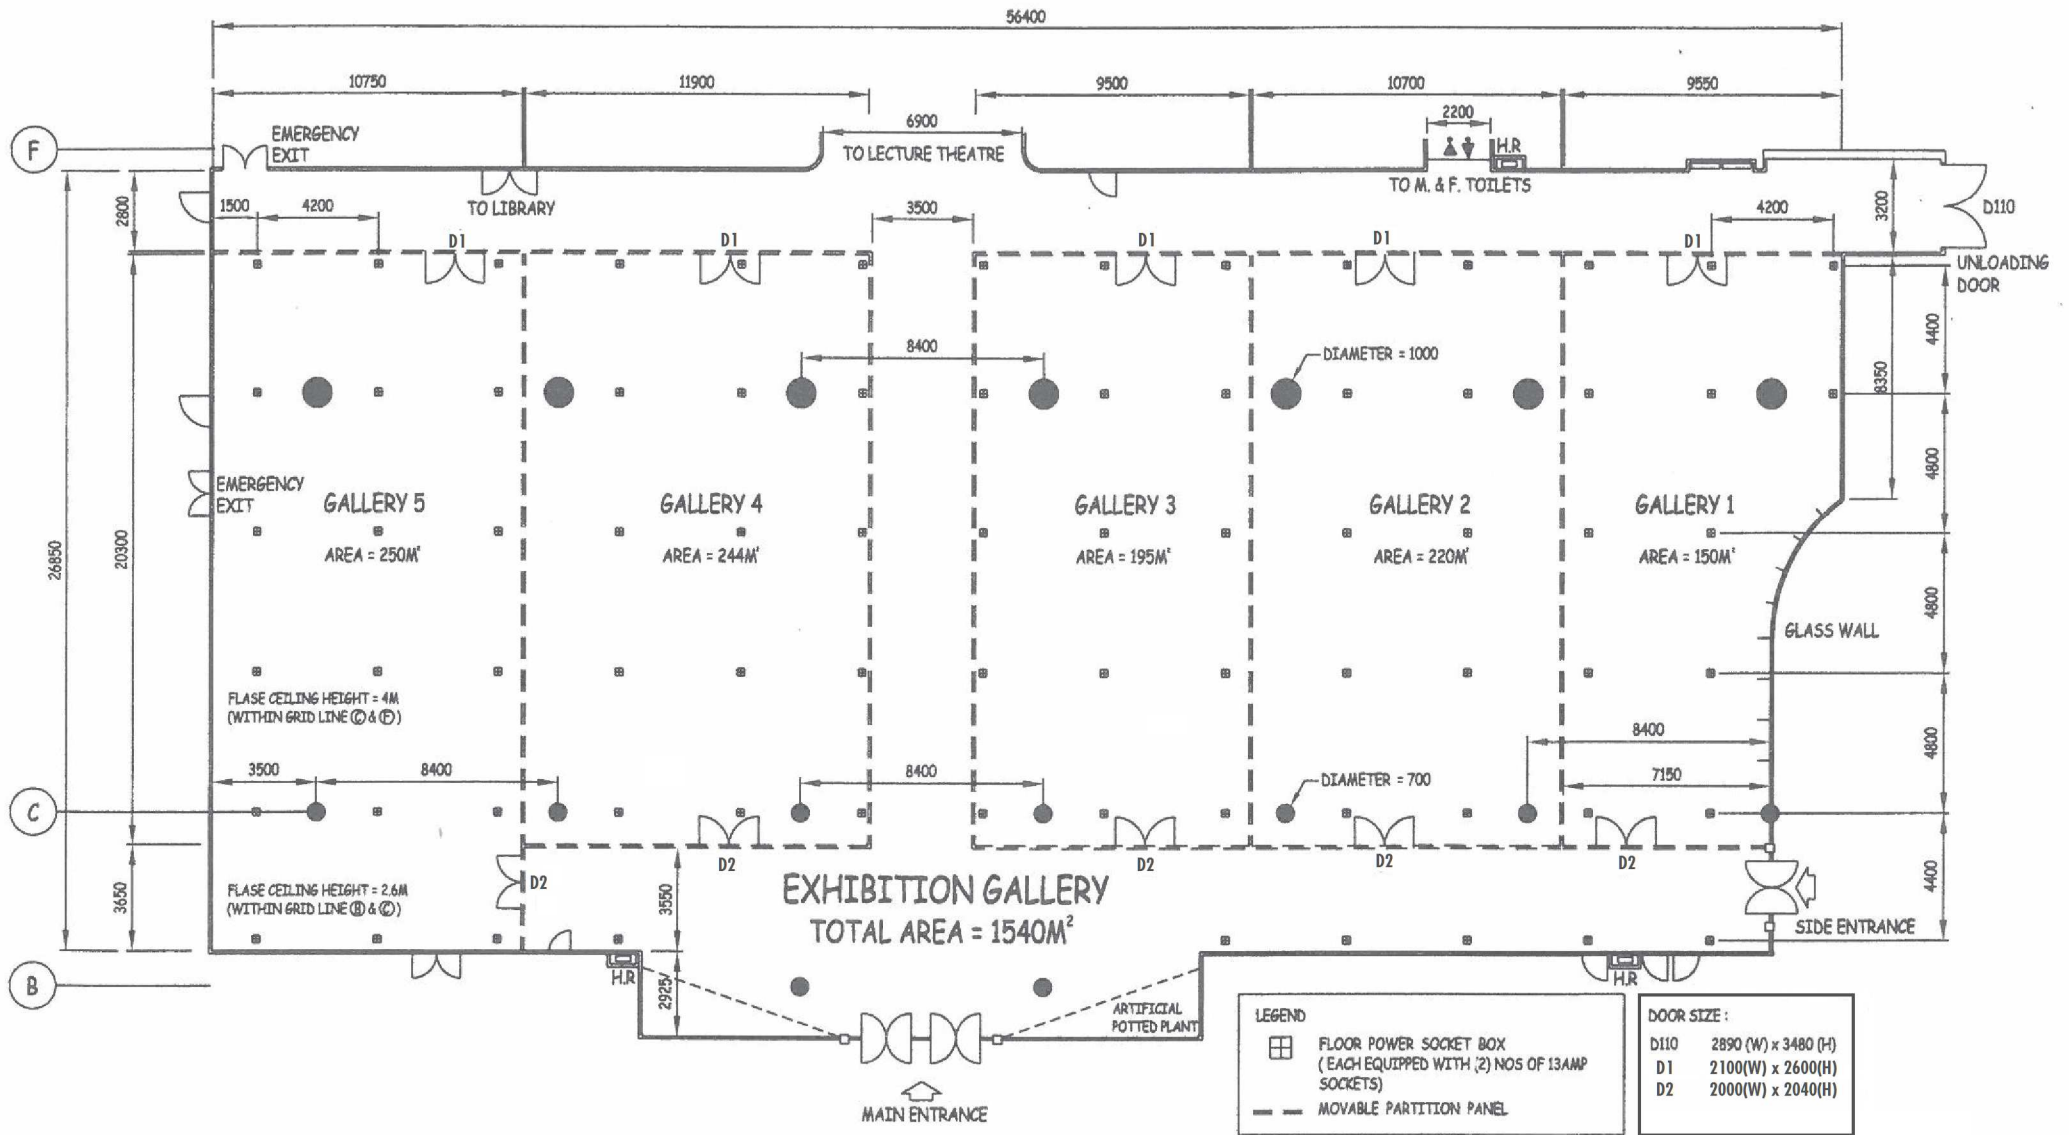 56400
10750
11900
9500
10700
9550
F
EMERGENCY
EXIT
6900
TO LECTURE THEATRE
2200
H.R
TO M. & F. TOILETS
TO LIBRARY
2800
1500
4200
3500
4200
3200
D110
D1
D1
D1
D1
D1
UNLOADING
DOOR
8400
DIAMETER = 1000
4400
8350
EMERGENCY
EXIT
GALLERY 5
AREA = 250M²
GALLERY 4
AREA = 244M²
GALLERY 3
AREA = 195M²
GALLERY 2
AREA = 220M²
GALLERY 1
AREA = 150M²
4800
26850
20300
4800
GLASS WALL
FLASE CEILING HEIGHT = 4M
(WITHIN GRID LINE Ⓒ & Ⓕ)
4800
8400
3500
8400
8400
DIAMETER = 700
7150
C
D2
D2
D2
D2
D2
3650
FLASE CEILING HEIGHT = 2.6M
(WITHIN GRID LINE Ⓑ & Ⓒ)
3550
EXHIBITION GALLERY
TOTAL AREA = 1540M²
4400
SIDE ENTRANCE
B
H.R
2925
ARTIFICIAL
POTTED PLANT
H.R
MAIN ENTRANCE
LEGEND
FLOOR POWER SOCKET BOX
( EACH EQUIPPED WITH (2) NOS OF 13AMP
SOCKETS)
MOVABLE PARTITION PANEL
DOOR SIZE :
D110 2890 (W) x 3480 (H)
D1 2100(W) x 2600(H)
D2 2000(W) x 2040(H)